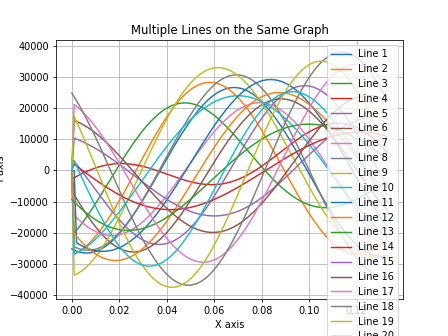 Multiple Lines on the Same Graph
40000
30000
20000
10000
0
-10000
-20000
-30000
-40000
0.00 0.02 0.04 0.06 0.08 0.10
X axis
Line 1
Line 2
Line 3
Line 4
Line 5
Line 6
Line 7
Line 8
Line 9
Line 10
Line 11
Line 12
Line 13
Line 14
Line 15
Line 16
Line 17
Line 18
Line 19
Line 20